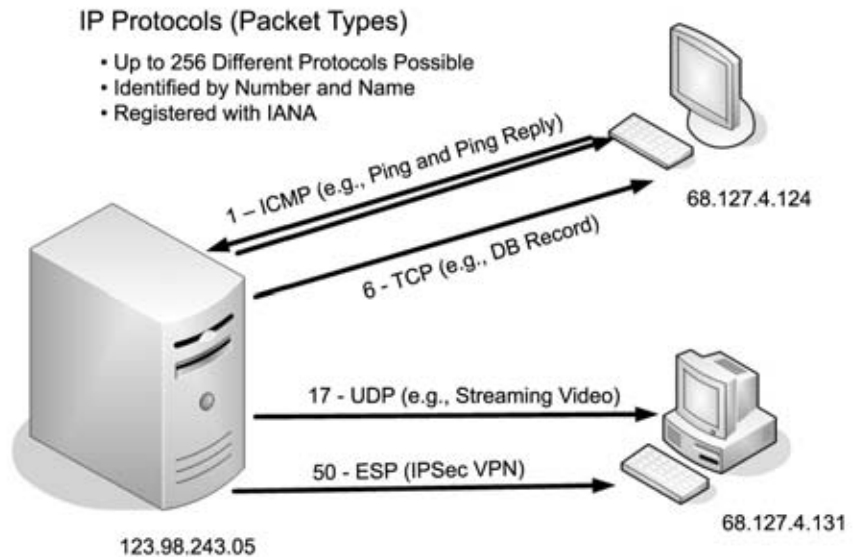 IP Protocols (Packet Types)
• Up to 256 Different Protocols Possible
• Identified by Number and Name
• Registered with IANA
1 – ICMP (e.g., Ping and Ping Reply)
68.127.4.124
6 - TCP (e.g., DB Record)
17 - UDP (e.g., Streaming Video)
50 - ESP (IPSec VPN)
68.127.4.131
123.98.243.05